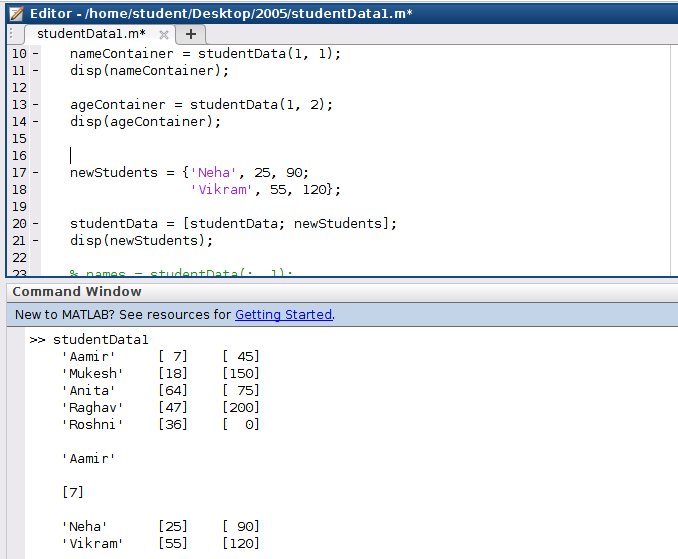 Editor - /home/student/Desktop/2005/studentData1.m*
studentData1.m*
10 - nameContainer = studentData(1, 1);
11 - disp(nameContainer);
12
13 - ageContainer = studentData(1, 2);
14 - disp(ageContainer);
15
16
17 - newStudents = {'Neha', 25, 90;
18 'Vikram', 55, 120};
19
20 - studentData = [studentData; newStudents];
21 - disp(newStudents);
22
23 % names = studentData(:, 1);
Command Window
New to MATLAB? See resources for Getting Started.
>> studentData1
'Aamir' [ 7] [ 45]
'Mukesh' [18] [150]
'Anita' [64] [ 75]
'Raghav' [47] [200]
'Roshni' [36] [ 0]
'Aamir'
[7]
'Neha' [25] [ 90]
'Vikram' [55] [120]